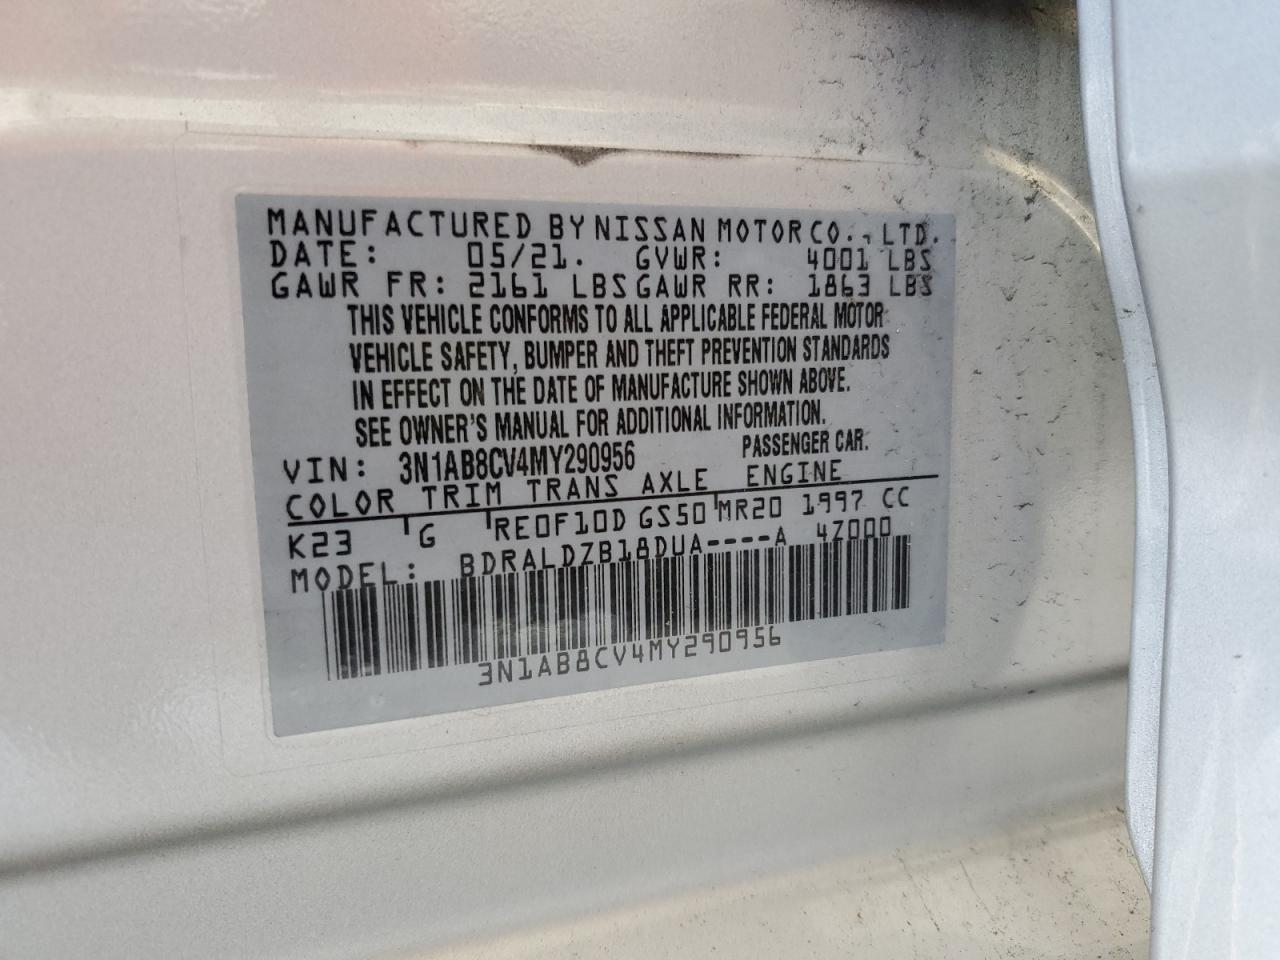 MANUFACTURED BY NISSAN MOTOR CO., LTD.
DATE: 05/21. GVWR: 4001 LBS
GAWR FR: 2161 LBS GAWR RR: 1863 LBS
THIS VEHICLE CONFORMS TO ALL APPLICABLE FEDERAL MOTOR
VEHICLE SAFETY, BUMPER AND THEFT PREVENTION STANDARDS
IN EFFECT ON THE DATE OF MANUFACTURE SHOWN ABOVE.
SEE OWNER'S MANUAL FOR ADDITIONAL INFORMATION.
VIN: 3N1AB8CV4MY290956 PASSENGER CAR.
COLOR TRIM TRANS AXLE ENGINE
K23 G RE0F10D GS50 MR20 1997 CC
MODEL: BDRALDZB18DUA----A 4Z000
3N1AB8CV4MY290956